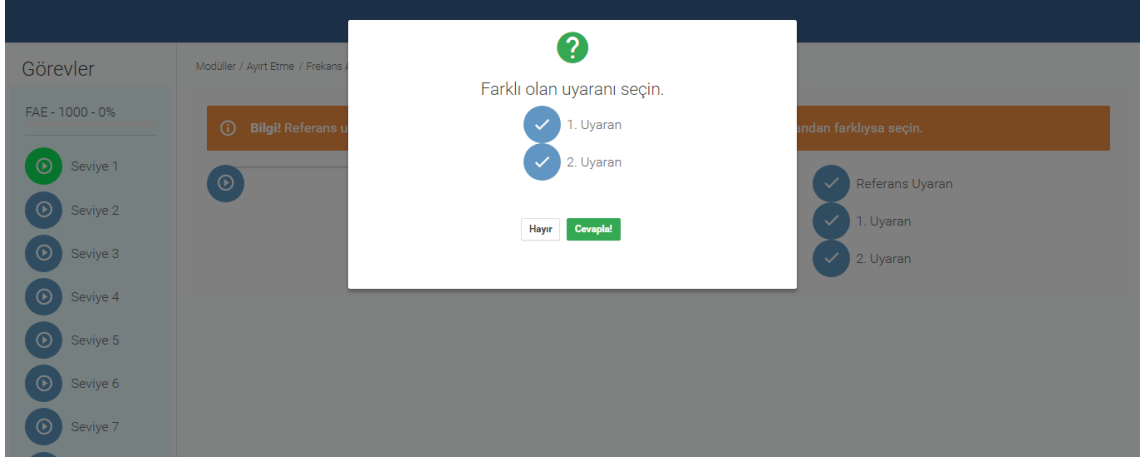 Görevler
FAE - 1000 - 0%
Seviye 1
Seviye 2
Seviye 3
Seviye 4
Seviye 5
Seviye 6
Seviye 7
Modüller / Ayırt Etme / Frekans
Bilgi! Referans
andan farklıysa seçin.
Referans Uyaran
1. Uyaran
2. Uyaran
Farklı olan uyaranı seçin.
1. Uyaran
2. Uyaran
Hayır Cevapla!